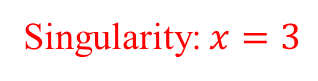 Singularity: x = 3